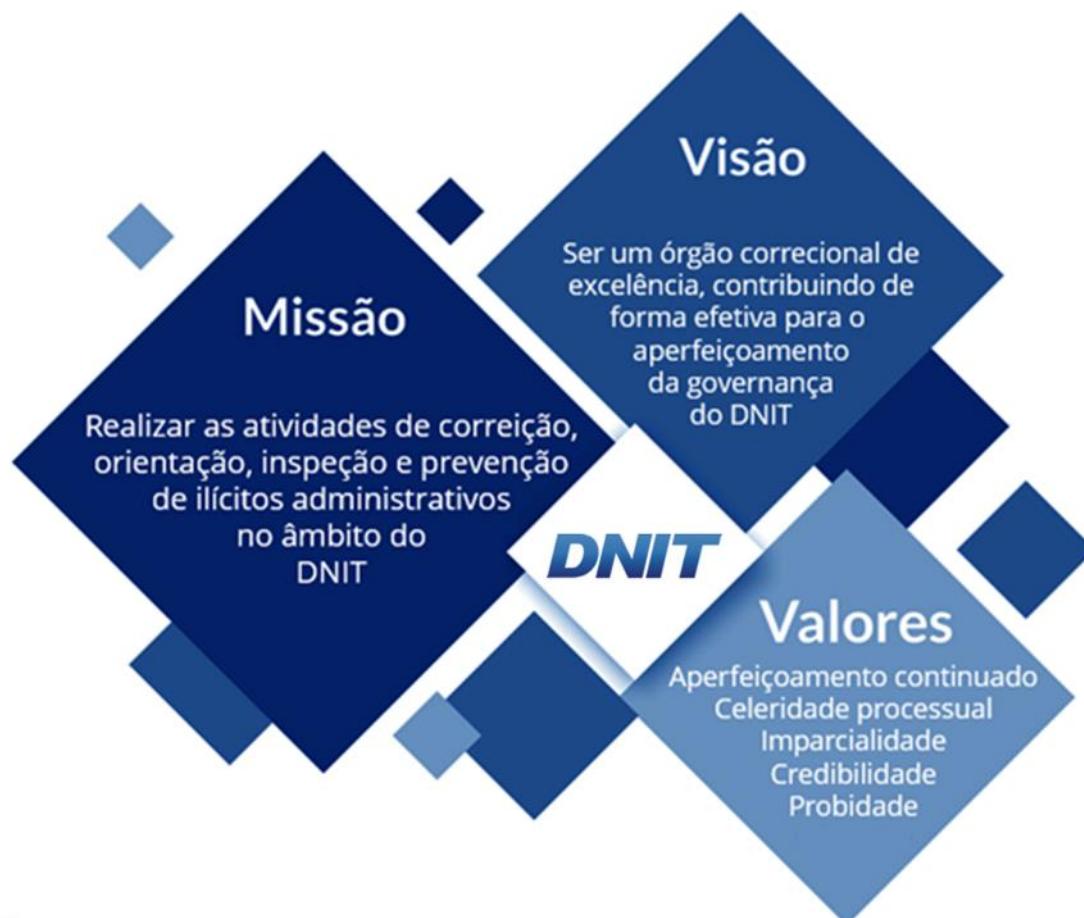 Visão
Ser um órgão correcional de
excelência, contribuindo de
forma efetiva para o
aperfeiçoamento
da governança
do DNIT
Missão
Realizar as atividades de correição,
orientação, inspeção e prevenção
de ilícitos administrativos
no âmbito do
DNIT
DNIT
Valores
Aperfeiçoamento continuado
Celeridade processual
Imparcialidade
Credibilidade
Probidade